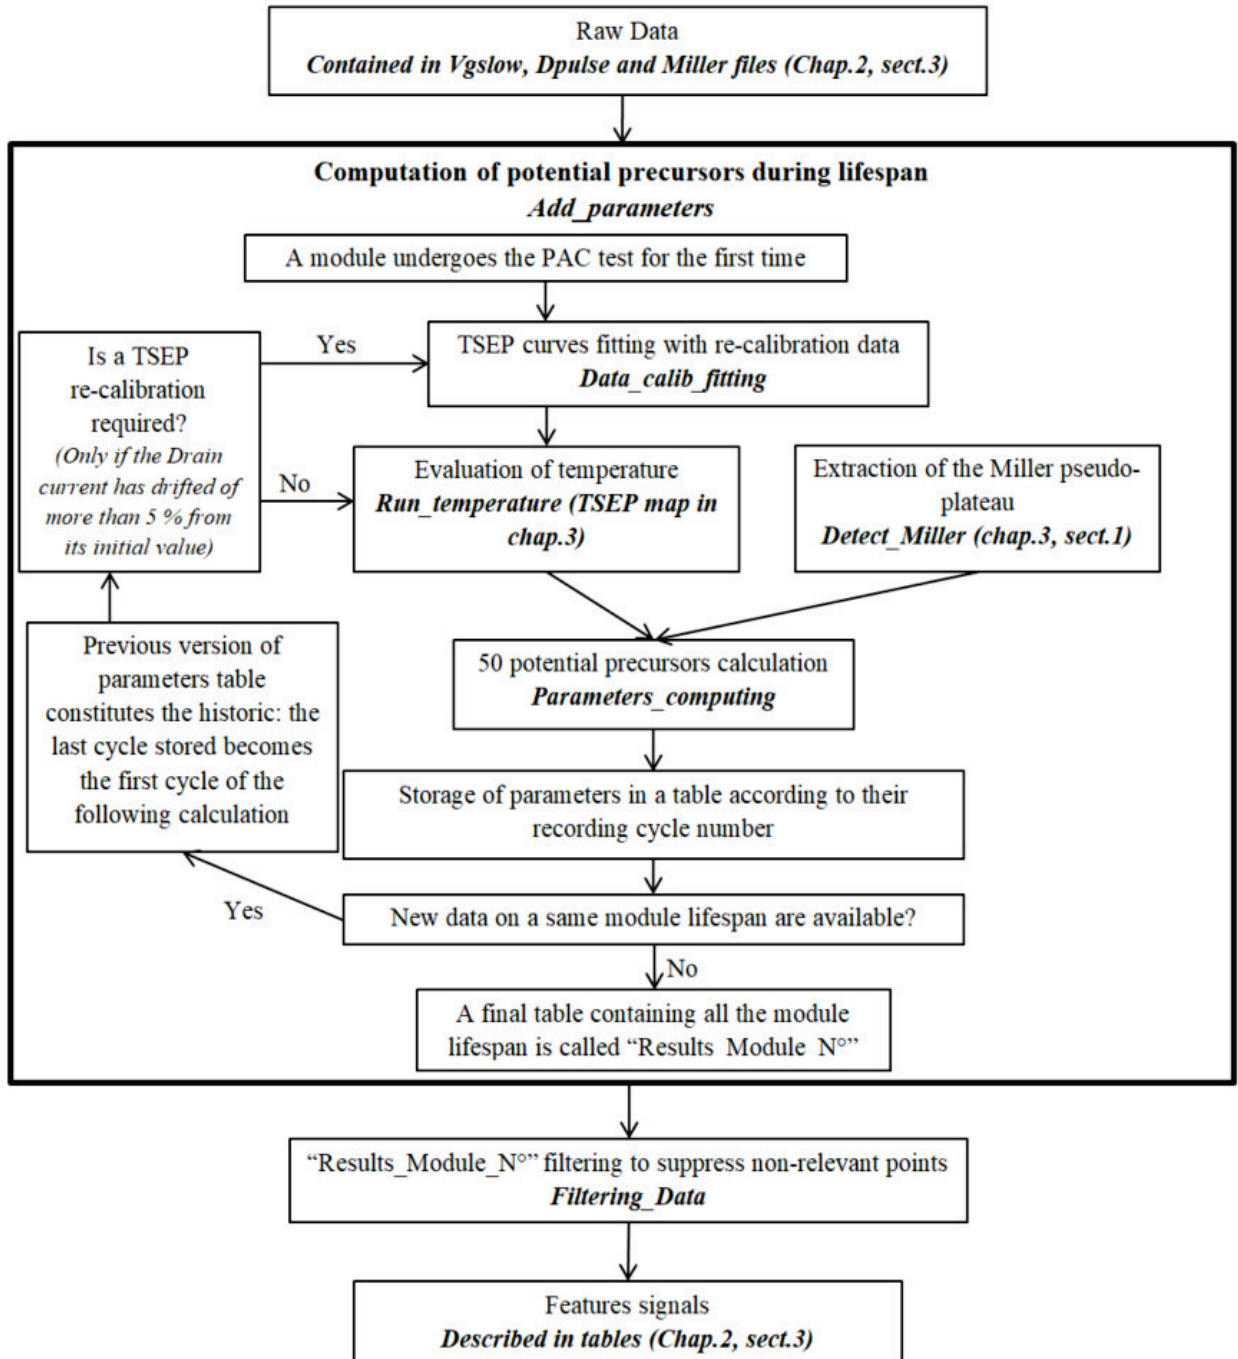 Raw Data
Contained in Vgslow, Dpulse and Miller files (Chap.2, sect.3)
Computation of potential precursors during lifespan
Add_parameters
A module undergoes the PAC test for the first time
Is a TSEP
re-calibration
required?
(Only if the Drain
current has drifted of
more than 5 % from
its initial value)
Yes
TSEP curves fitting with re-calibration data
Data_calib_fitting
No
Evaluation of temperature
Run_temperature (TSEP map in
chap.3)
Extraction of the Miller pseudo-
plateau
Detect_Miller (chap.3, sect.1)
Previous version of
parameters table
constitutes the historic: the
last cycle stored becomes
the first cycle of the
following calculation
50 potential precursors calculation
Parameters_computing
Storage of parameters in a table according to their
recording cycle number
Yes
New data on a same module lifespan are available?
No
A final table containing all the module
lifespan is called “Results Module N°”
“Results_Module_N°” filtering to suppress non-relevant points
Filtering_Data
Features signals
Described in tables (Chap.2, sect.3)